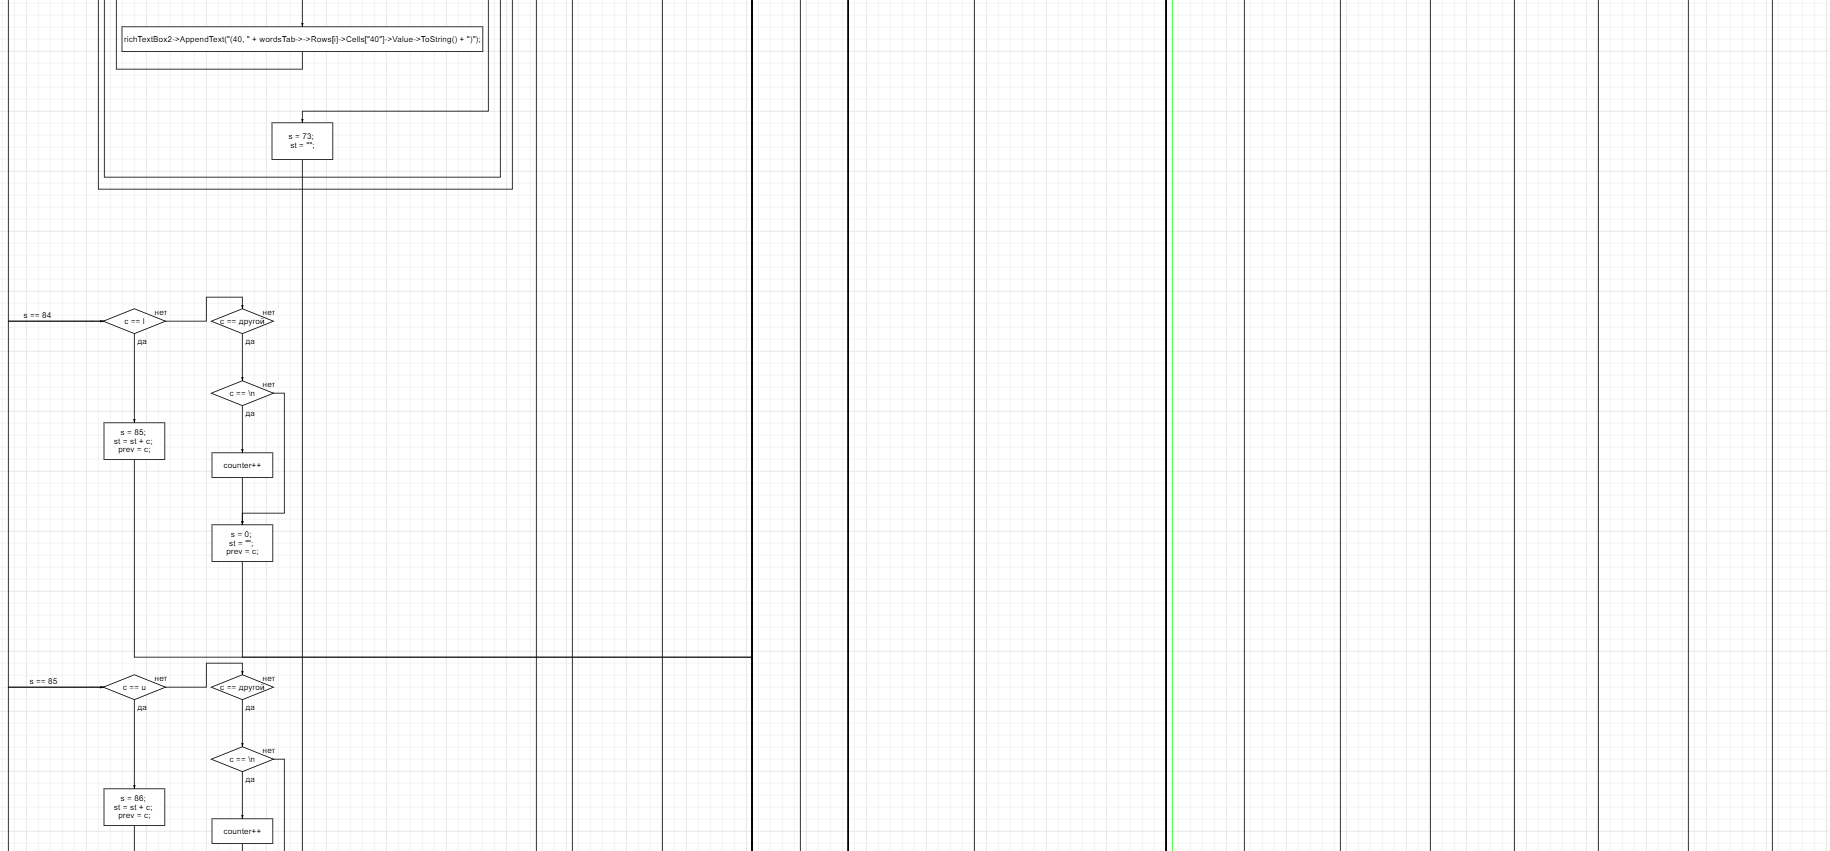 richTextBox2->AppendText("(40, " + wordsTab->->Rows[i]->Cells["40"]->Value->ToString() + ")");
s = 73;
st = "";
s == 84
c == l
нет
да
c == другой
нет
да
c == \n
нет
да
s = 85;
st = st + c;
prev = c;
counter++
s = 0;
st = "";
prev = c;
s == 85
c == u
нет
да
c == другой
нет
да
c == \n
нет
да
s = 86;
st = st + c;
prev = c;
counter++